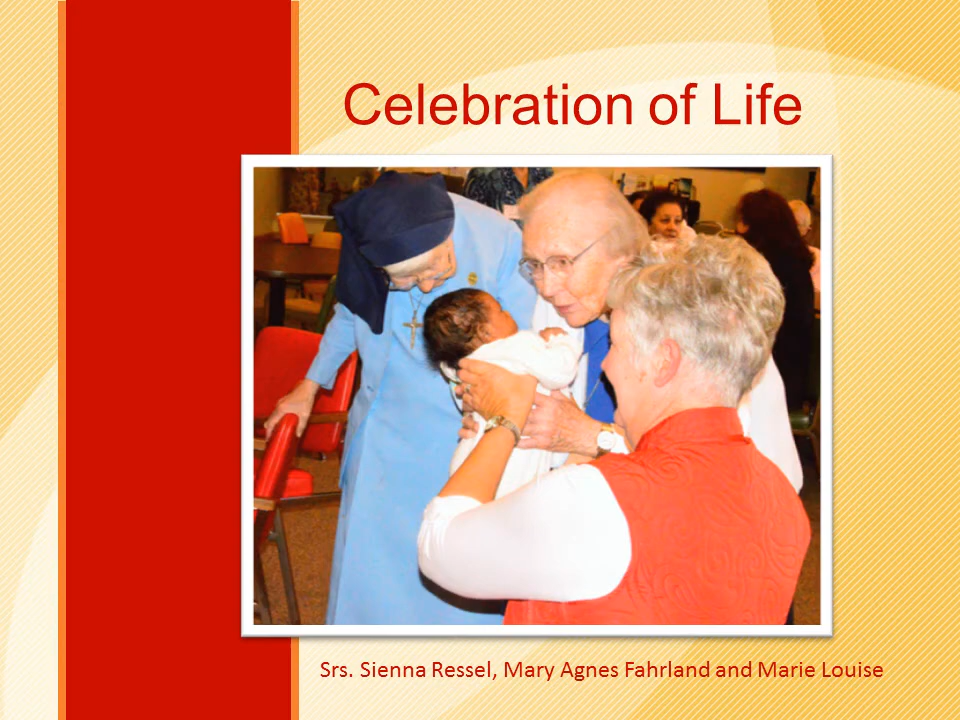 Celebration of Life
Srs. Sienna Ressel, Mary Agnes Fahrland and Marie Louise